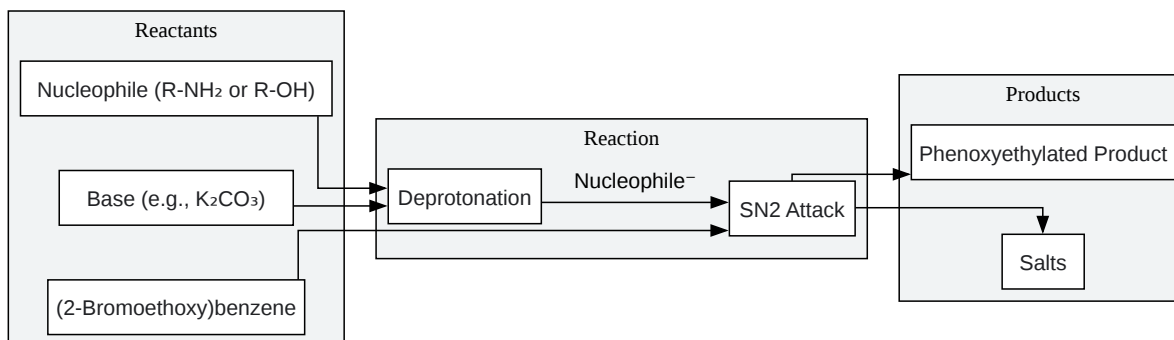 Reactants
Nucleophile (R-NH₂ or R-OH)
Base (e.g., K₂CO₃)
(2-Bromoethoxy)benzene
Reaction
Deprotonation
Nucleophile⁻
SN2 Attack
Products
Phenoxyethylated Product
Salts